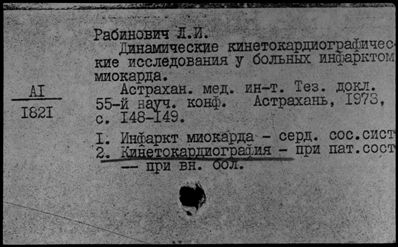 Рабинович Л.И.
Динамические кинетокардиографичес-
кие исследования у больных инфарктом
миокарда.
Астрахан. мед. ин-т. Тез. докл.
55-й науч. конф. Астрахань, 1973,
с. 148-149.
АI
1821
1. Инфаркт миокарда - серд. сос.сист
2. Кинетокардиография - при пат.сост
— при вн. бол.